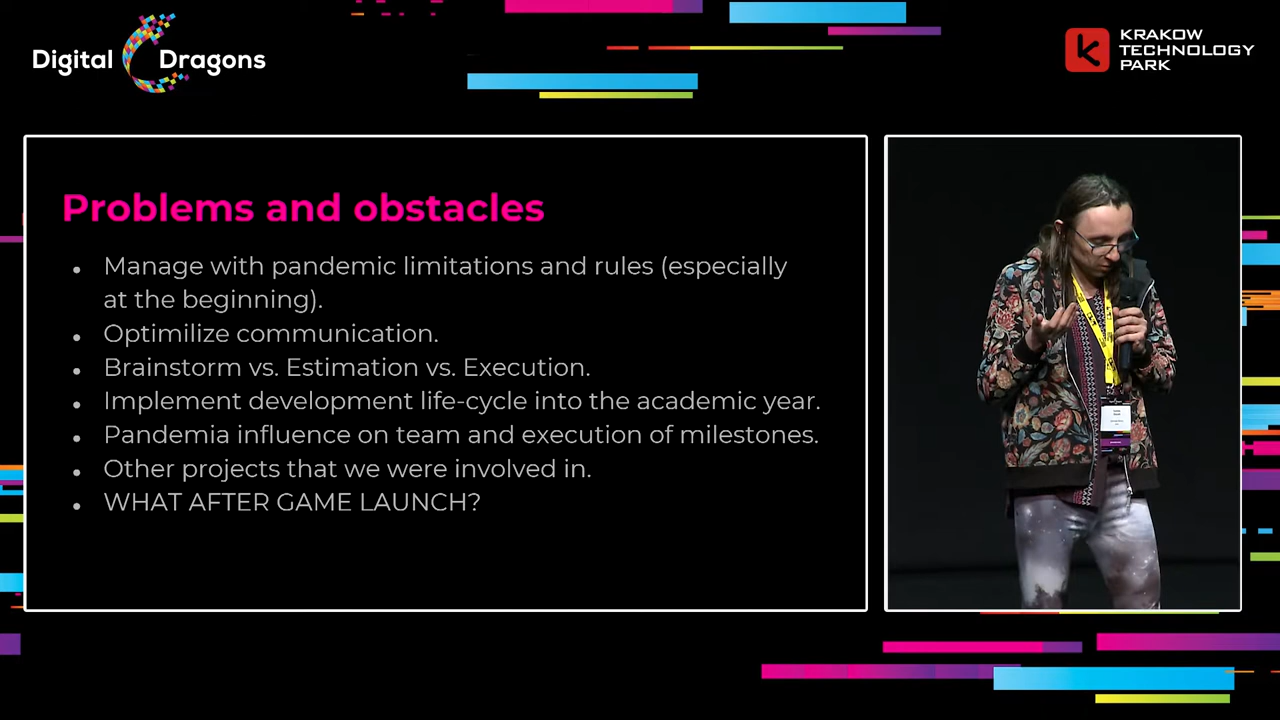 Digital Dragons
KRAKOW
TECHNOLOGY
PARK
Problems and obstacles
• Manage with pandemic limitations and rules (especially
at the beginning).
• Optimilize communication.
• Brainstorm vs. Estimation vs. Execution.
• Implement development life-cycle into the academic year.
• Pandemia influence on team and execution of milestones.
• Other projects that we were involved in.
• WHAT AFTER GAME LAUNCH?